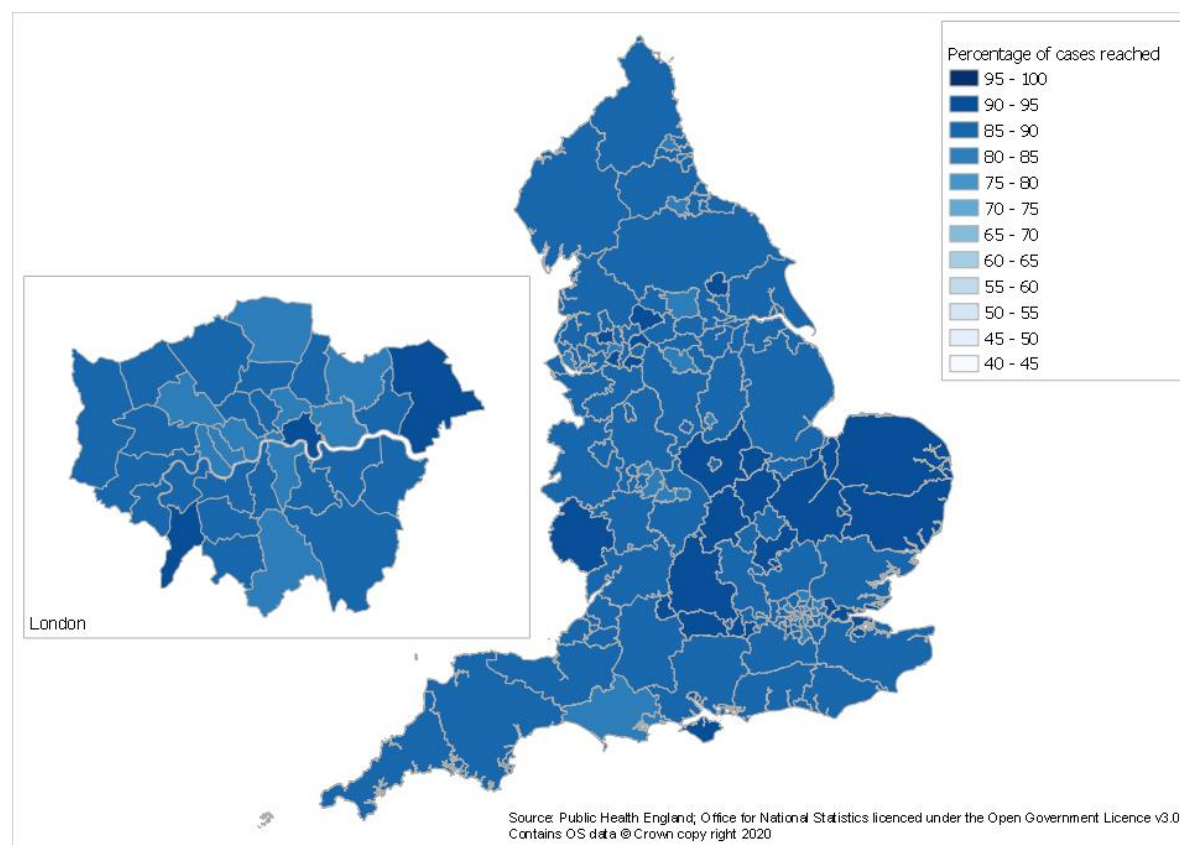 Percentage of cases reached
95 - 100
90 - 95
85 - 90
80 - 85
75 - 80
70 - 75
65 - 70
60 - 65
55 - 60
50 - 55
45 - 50
40 - 45
London
Source: Public Health England; Office for National Statistics licenced under the Open Government Licence v3.0
Contains OS data © Crown copy right 2020